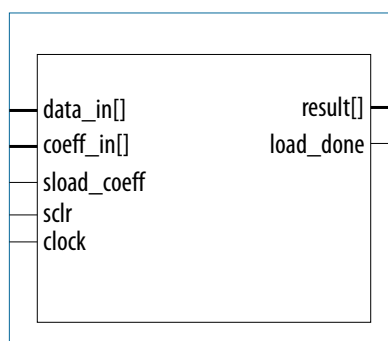 data_in[]
result[]
coeff_in[]
load_done
sload_coeff
sclr
clock